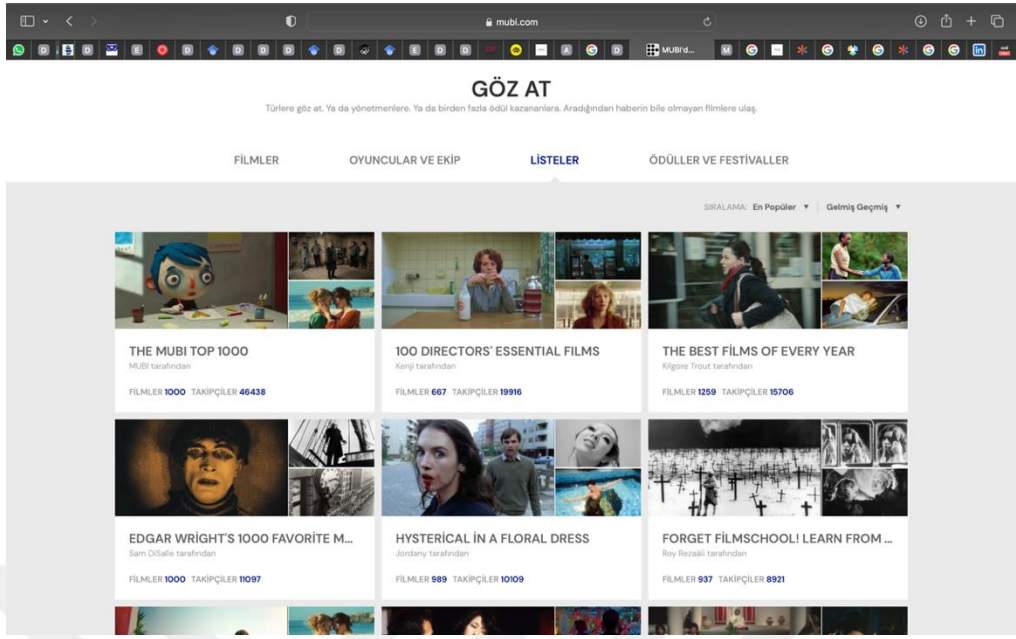 mubi.com
MUBI'd...
GÖZ AT
Türlere göz at. Ya da yönetmenlere. Ya da birden fazla ödül kazananlara. Aradığından haberin bile olmayan filmlere ulaş.
FİLMLER OYUNCULAR VE EKİP LİSTELER ÖDÜLLER VE FESTİVALLER
SIRALAMA: En Popüler ▼ Gelmiş Geçmiş ▼
THE MUBI TOP 1000
MUBI tarafından
FİLMLER 1000 TAKİPÇİLER 46438
100 DIRECTORS' ESSENTIAL FILMS
Kenji tarafından
FİLMLER 667 TAKİPÇİLER 19916
THE BEST FİLMS OF EVERY YEAR
Kilgore Trout tarafından
FİLMLER 1259 TAKİPÇİLER 15706
EDGAR WRİGHT'S 1000 FAVORİTE M...
Sam DiSalle tarafından
FİLMLER 1000 TAKİPÇİLER 11097
HYSTERİCAL İN A FLORAL DRESS
Jordany tarafından
FİLMLER 989 TAKİPÇİLER 10109
FORGET FİLMSCHOOL! LEARN FROM ...
Roy Rezaäli tarafından
FİLMLER 937 TAKİPÇİLER 8921